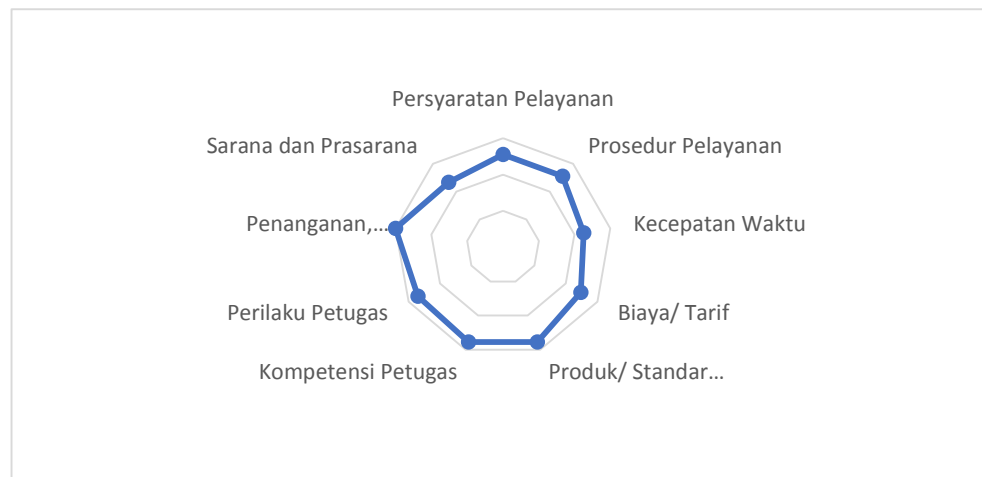 Persyaratan Pelayanan
Sarana dan Prasarana
Prosedur Pelayanan
Penanganan,...
Kecepatan Waktu
Perilaku Petugas
Biaya/ Tarif
Kompetensi Petugas
Produk/ Standar...